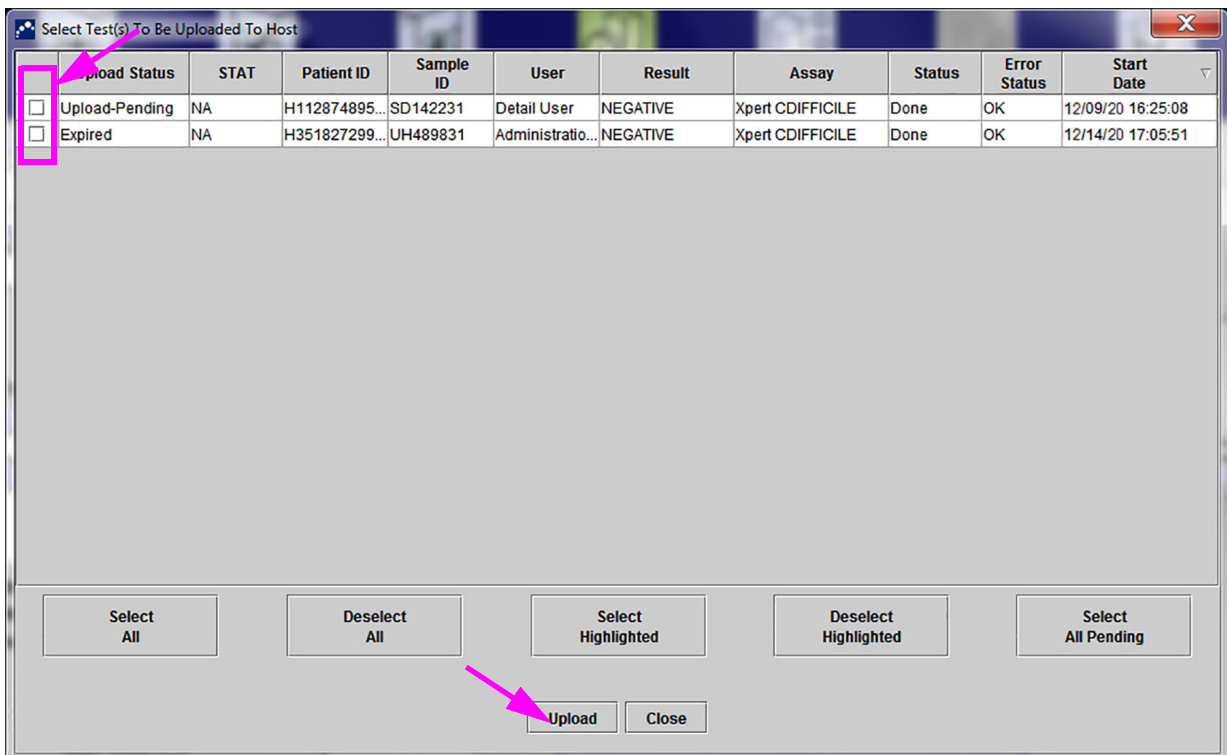 Select Test(s) To Be Uploaded To Host
Upload Status STAT Patient ID Sample ID User Result Assay Status Error Status Start Date
Upload-Pending NA H112874895... SD142231 Detail User NEGATIVE Xpert CDIFFICILE Done OK 12/09/20 16:25:08
Expired NA H351827299... UH489831 Administratio... NEGATIVE Xpert CDIFFICILE Done OK 12/14/20 17:05:51
Select All Deselect All Select Highlighted Deselect Highlighted Select All Pending
Upload Close